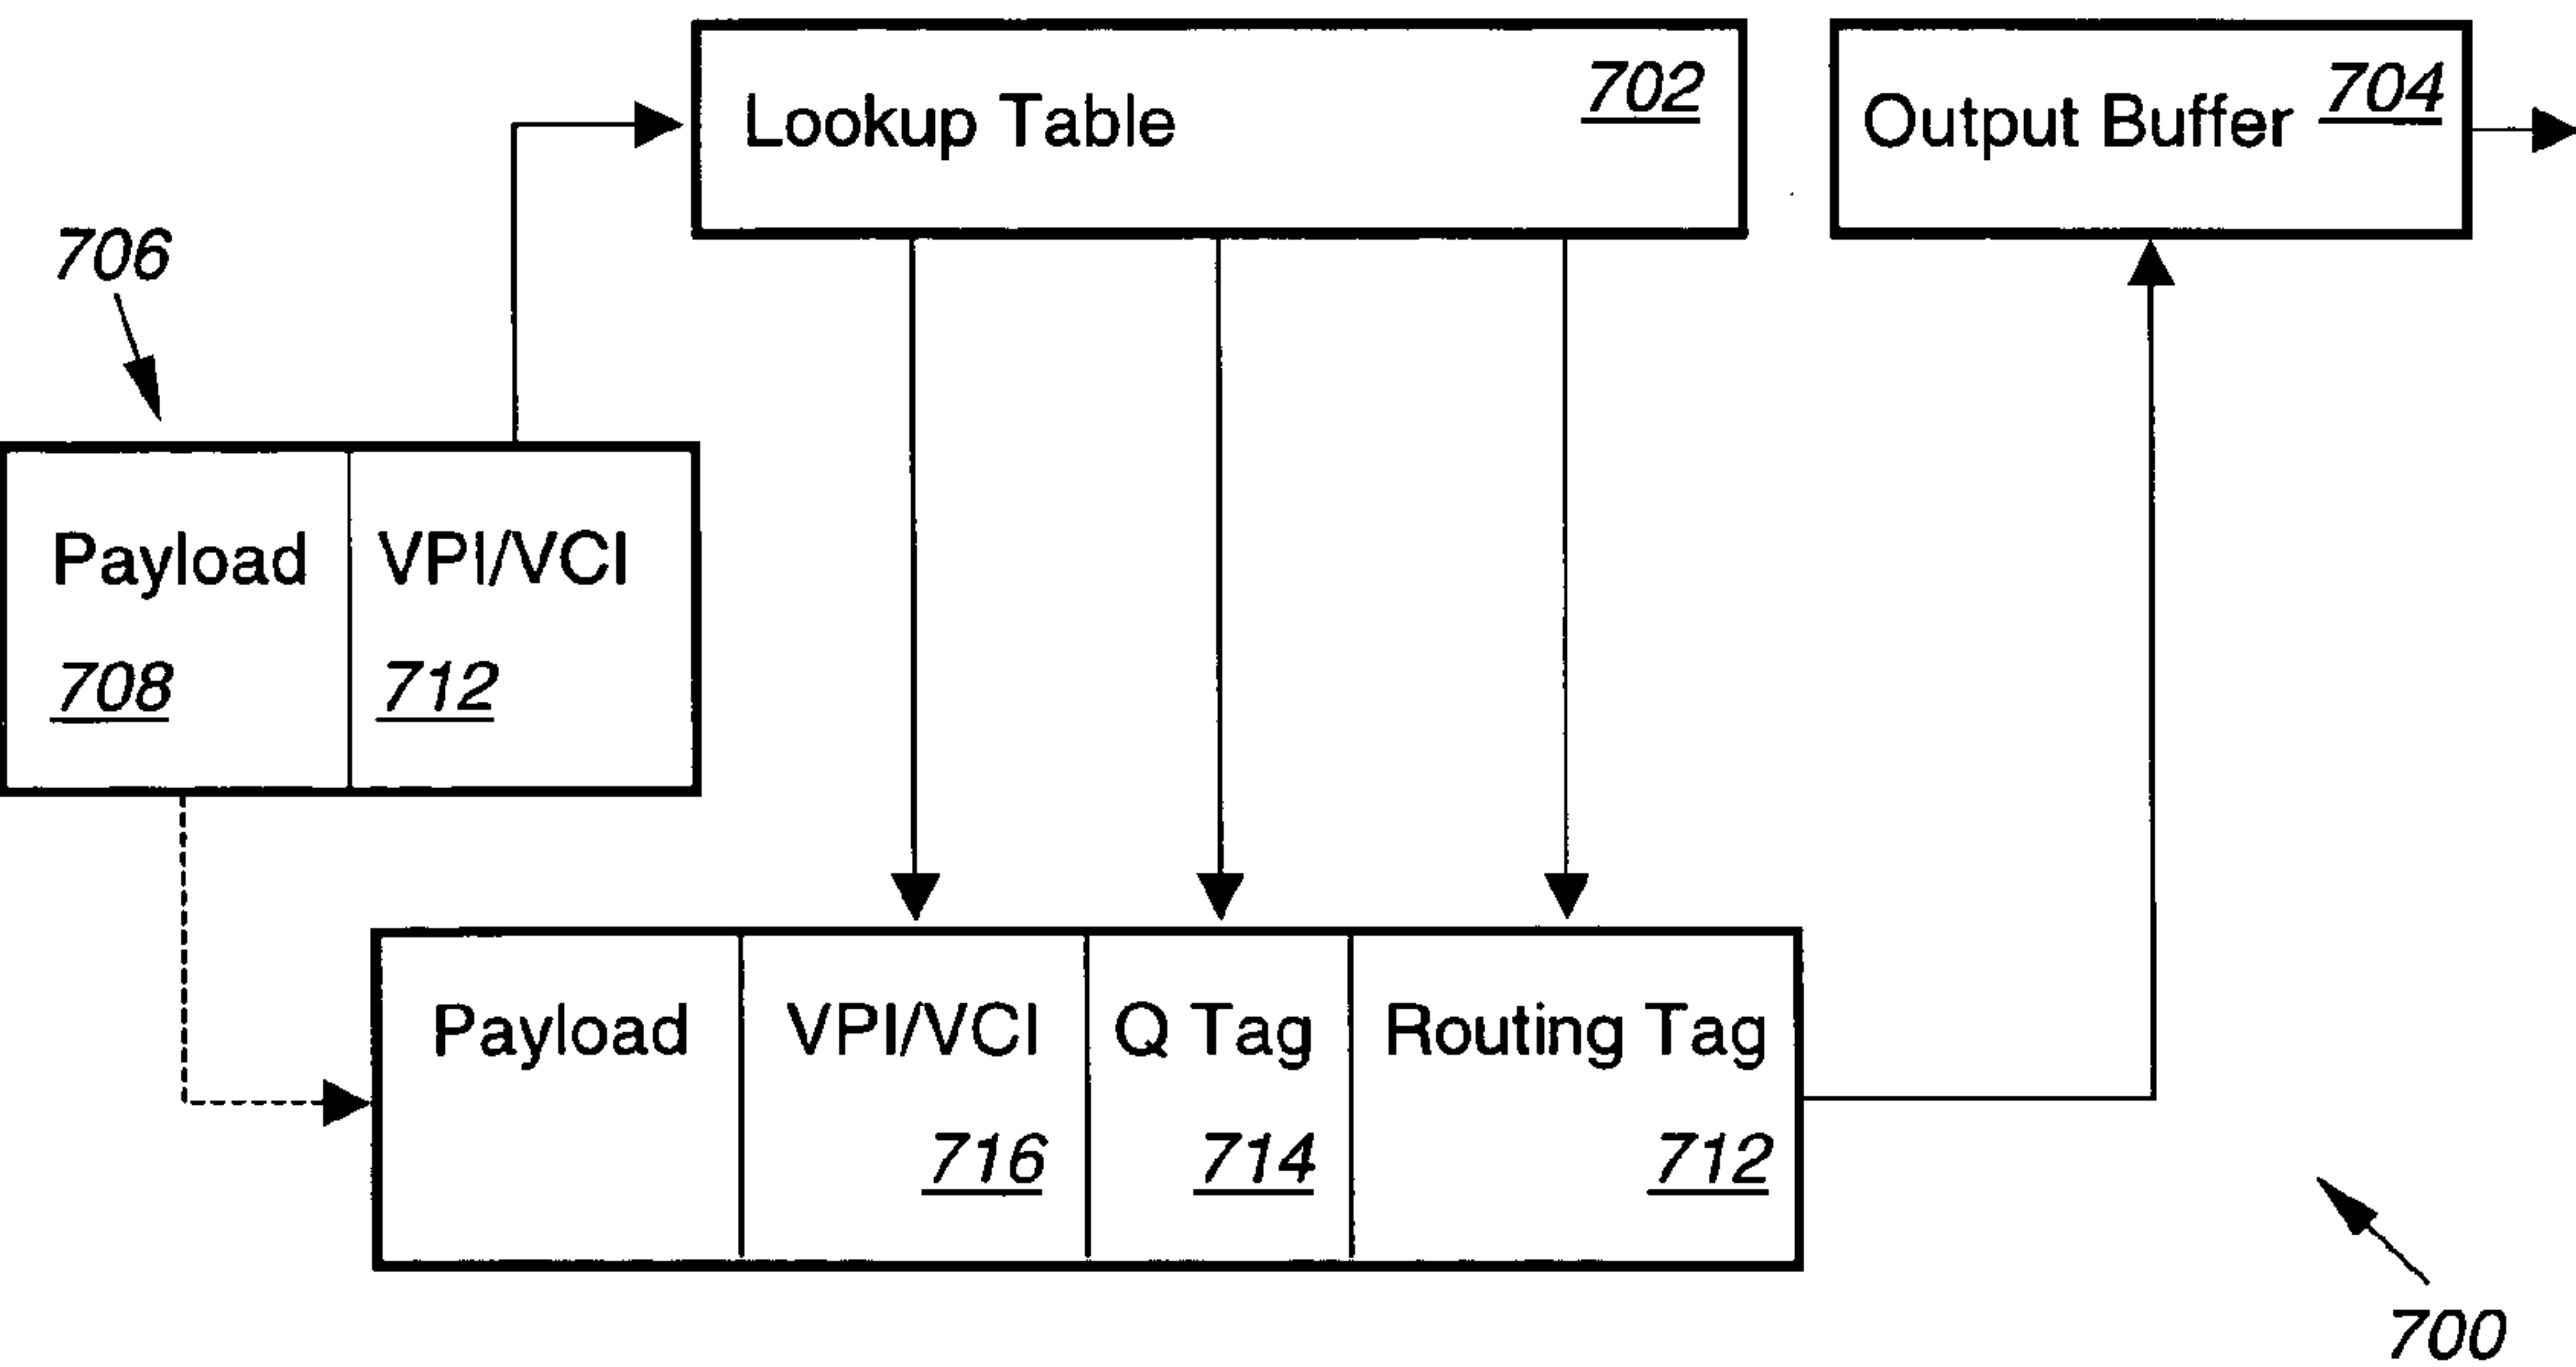 702
Lookup Table
704
Output Buffer
706
Payload VPI/VCI
708 712
Payload VPI/VCI Q Tag Routing Tag
716 714 712
700